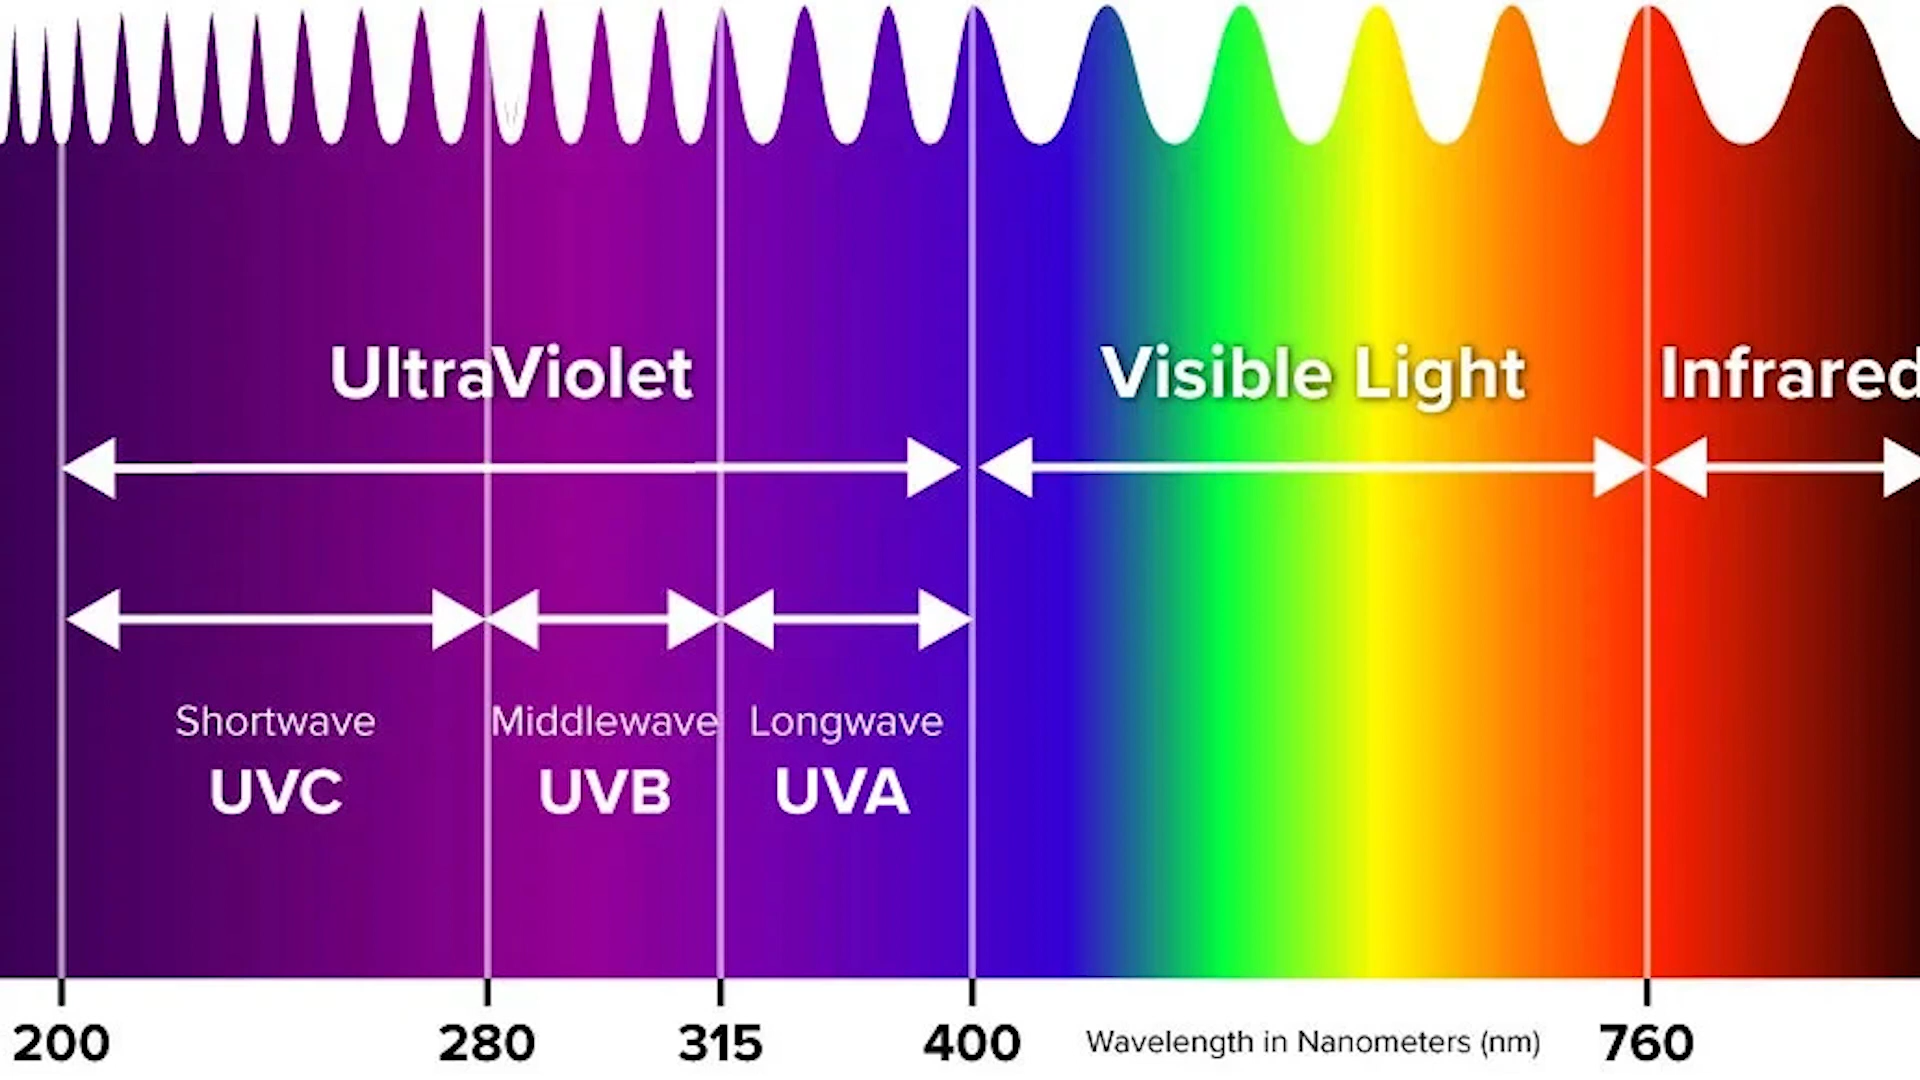 UltraViolet
Visible Light
Infrared
Shortwave
UVC
Middlewave
UVB
Longwave
UVA
200
280
315
400
Wavelength in Nanometers (nm)
760